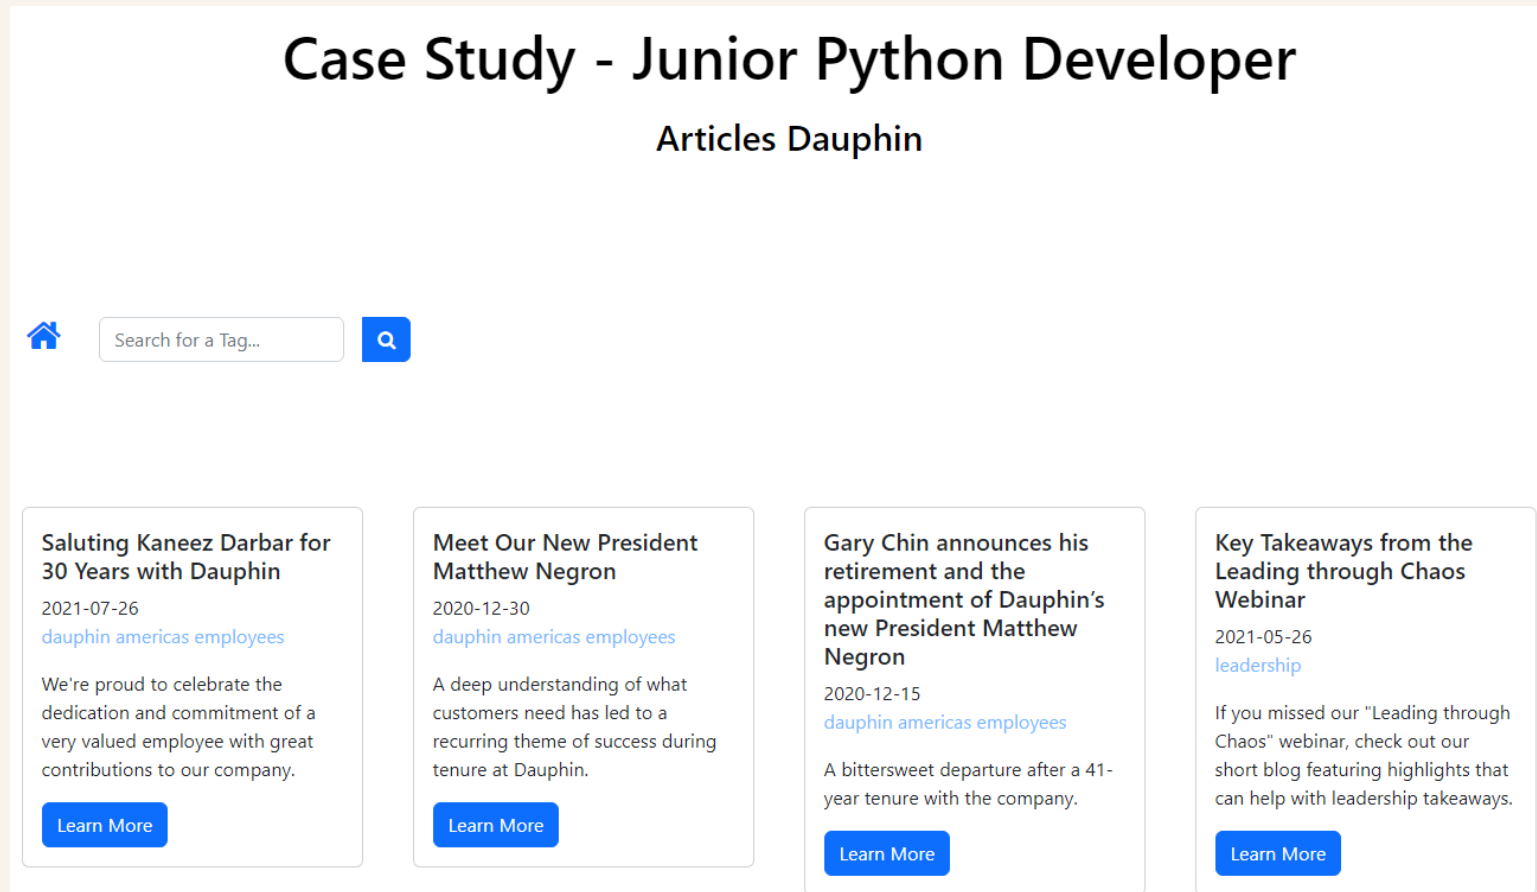 Case Study - Junior Python Developer
Articles Dauphin
Search for a Tag...
Saluting Kaneez Darbar for
30 Years with Dauphin
2021-07-26
dauphin americas employees
We're proud to celebrate the
dedication and commitment of a
very valued employee with great
contributions to our company.
Learn More
Meet Our New President
Matthew Negron
2020-12-30
dauphin americas employees
A deep understanding of what
customers need has led to a
recurring theme of success during
tenure at Dauphin.
Learn More
Gary Chin announces his
retirement and the
appointment of Dauphin’s
new President Matthew
Negron
2020-12-15
dauphin americas employees
A bittersweet departure after a 41-
year tenure with the company.
Learn More
Key Takeaways from the
Leading through Chaos
Webinar
2021-05-26
leadership
If you missed our "Leading through
Chaos" webinar, check out our
short blog featuring highlights that
can help with leadership takeaways.
Learn More